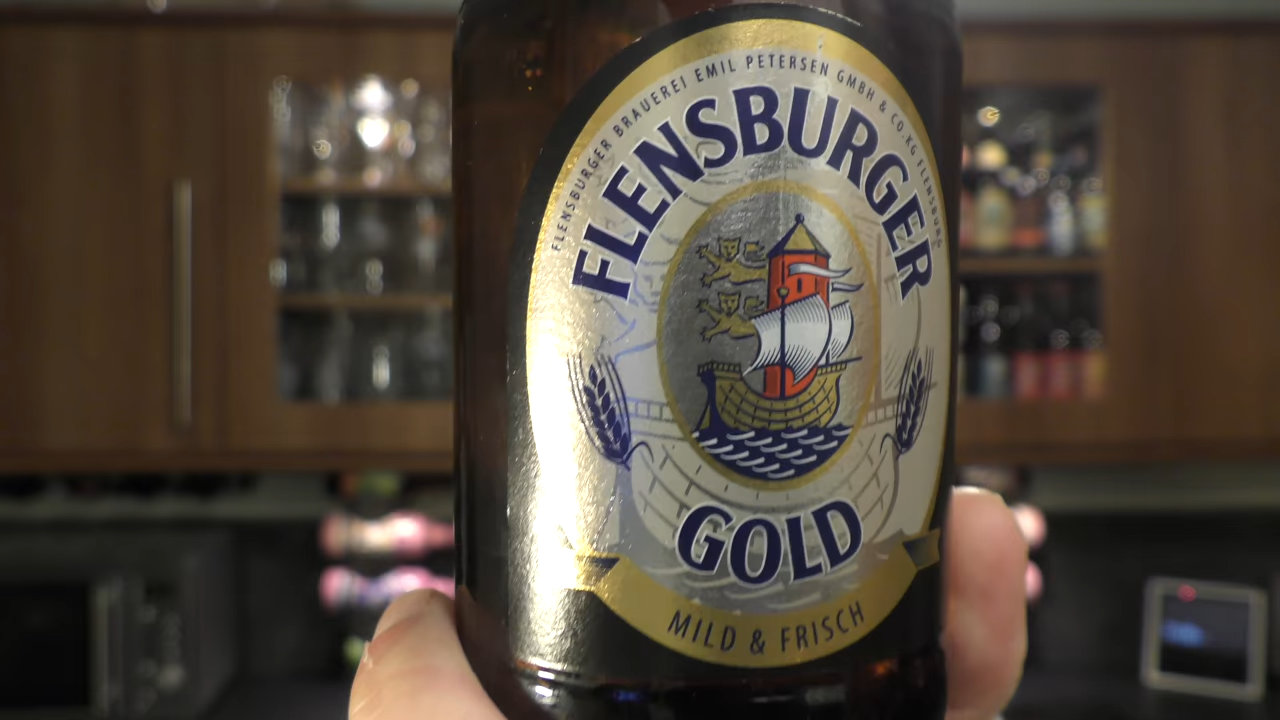 FLENSBURGER BRAUEREI EMIL PETERSEN GMBH & CO.KG FLENSBURG
FLENSBURGER
GOLD
MILD & FRISCH